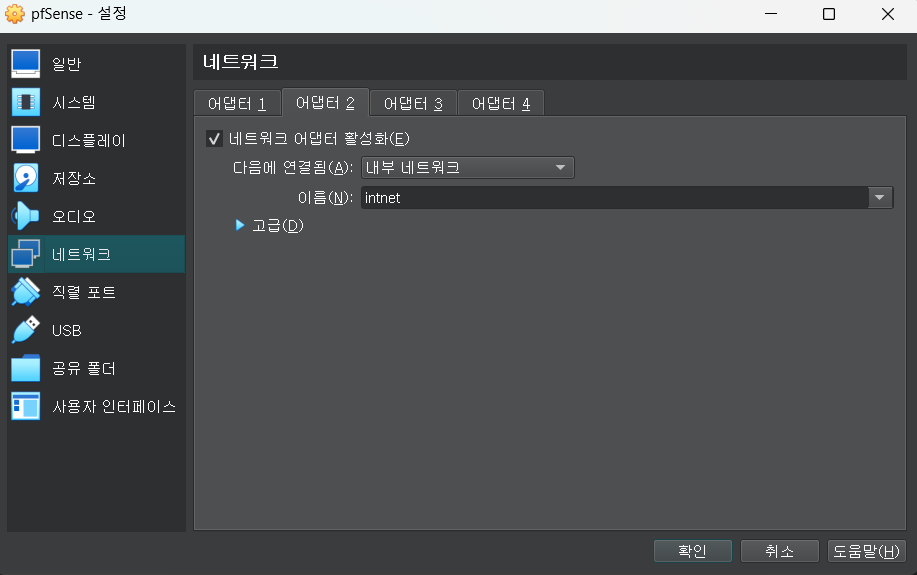 pfSense - 설정
일반
시스템
디스플레이
저장소
오디오
네트워크
직렬 포트
USB
공유 폴더
사용자 인터페이스
네트워크
어댑터 1 어댑터 2 어댑터 3 어댑터 4
네트워크 어댑터 활성화(E)
다음에 연결됨(A): 내부 네트워크
이름(N): intnet
고급(D)
확인 취소 도움말(H)